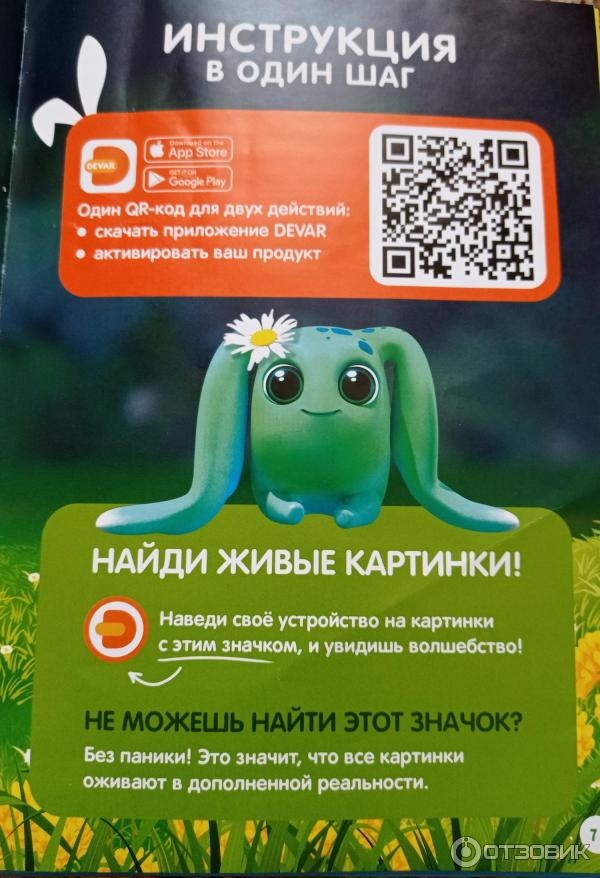 ИНСТРУКЦИЯ
В ОДИН ШАГ
DEVAR
Download on the
App Store
GET IT ON
Google Play
Один QR-код для двух действий:
• скачать приложение DEVAR
• активировать ваш продукт
НАЙДИ ЖИВЫЕ КАРТИНКИ!
Наведи своё устройство на картинки
с этим значком, и увидишь волшебство!
НЕ МОЖЕШЬ НАЙТИ ЭТОТ ЗНАЧОК?
Без паники! Это значит, что все картинки
оживают в дополненной реальности.
7
ОТЗОВИК